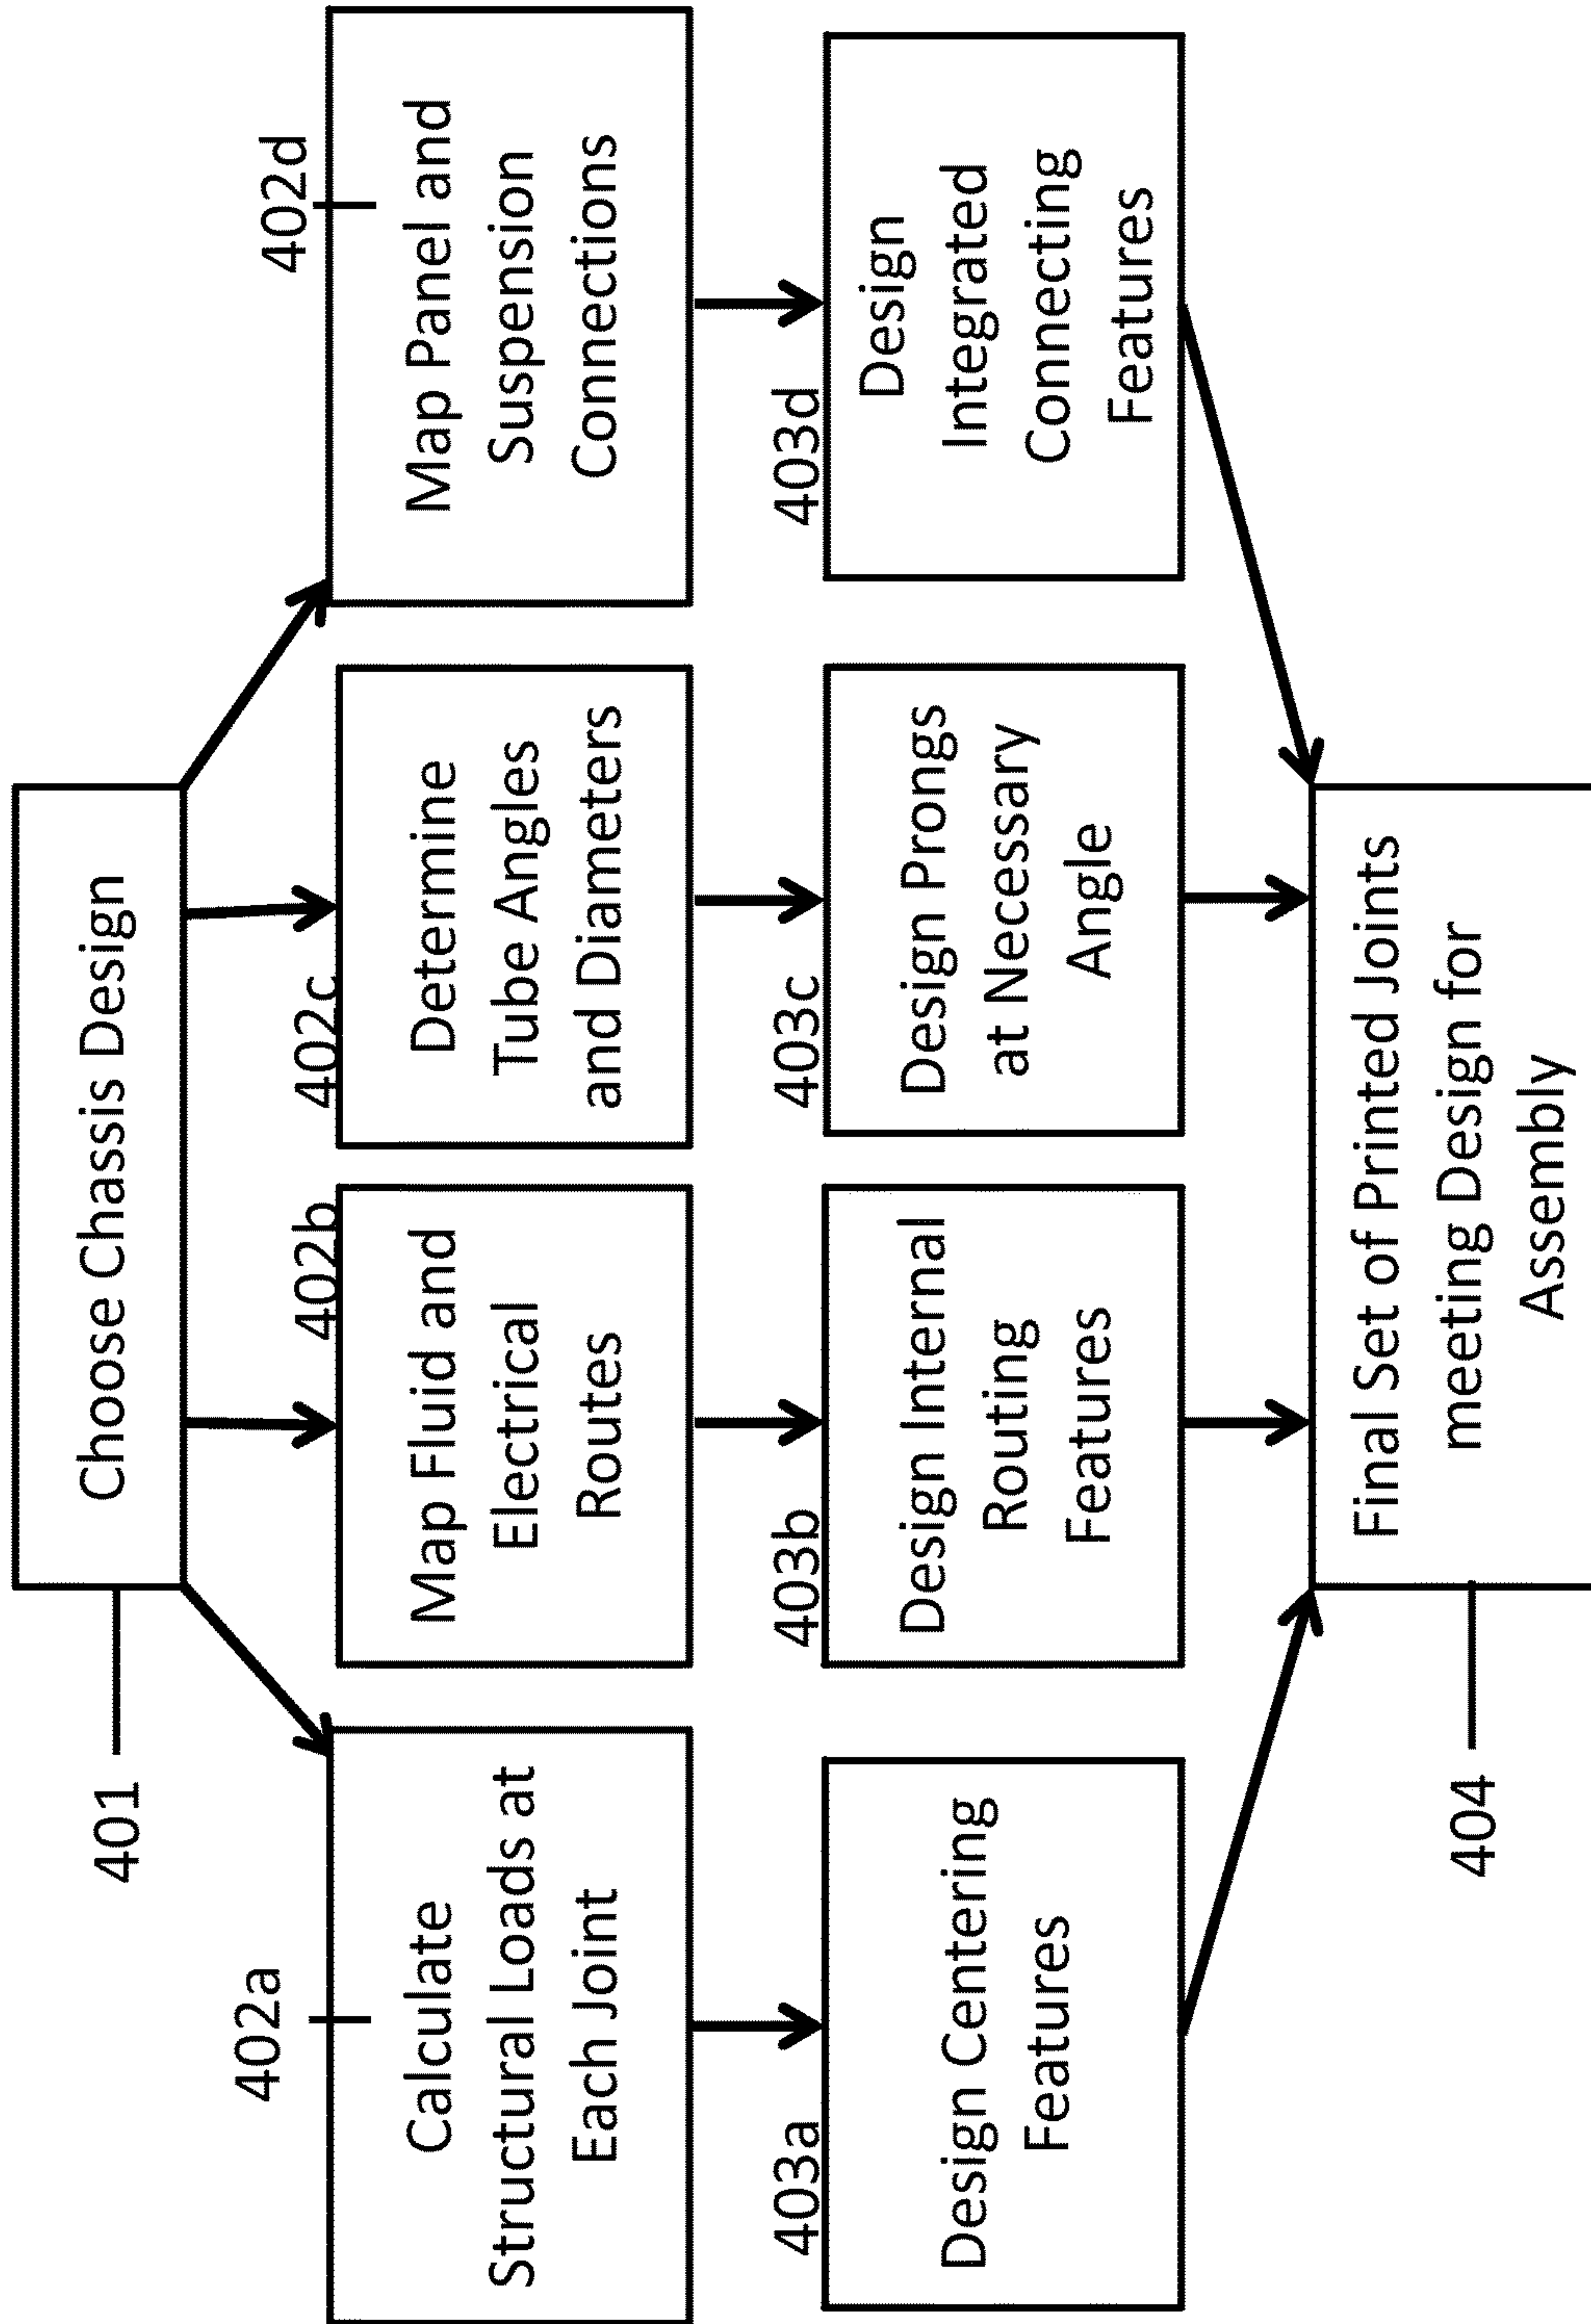 401
Choose Chassis Design
402a
Calculate
Structural Loads at
Each Joint
402b
Map Fluid and
Electrical
Routes
402c
Determine
Tube Angles
and Diameters
402d
Map Panel and
Suspension
Connections
403a
Design Centering
Features
403b
Design Internal
Routing
Features
403c
Design Prongs
at Necessary
Angle
403d
Design
Integrated
Connecting
Features
404
Final Set of Printed Joints
meeting Design for
Assembly